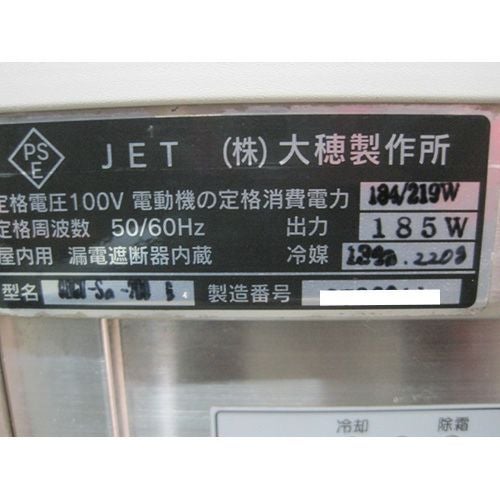 PS
E
JET (株)大穂製作所
定格電圧100V 電動機の定格消費電力 184/219W
定格周波数 50/60Hz 出力 185W
屋内用 漏電遮断器内蔵 冷媒 220g
型名 製造番号
冷却 除霜